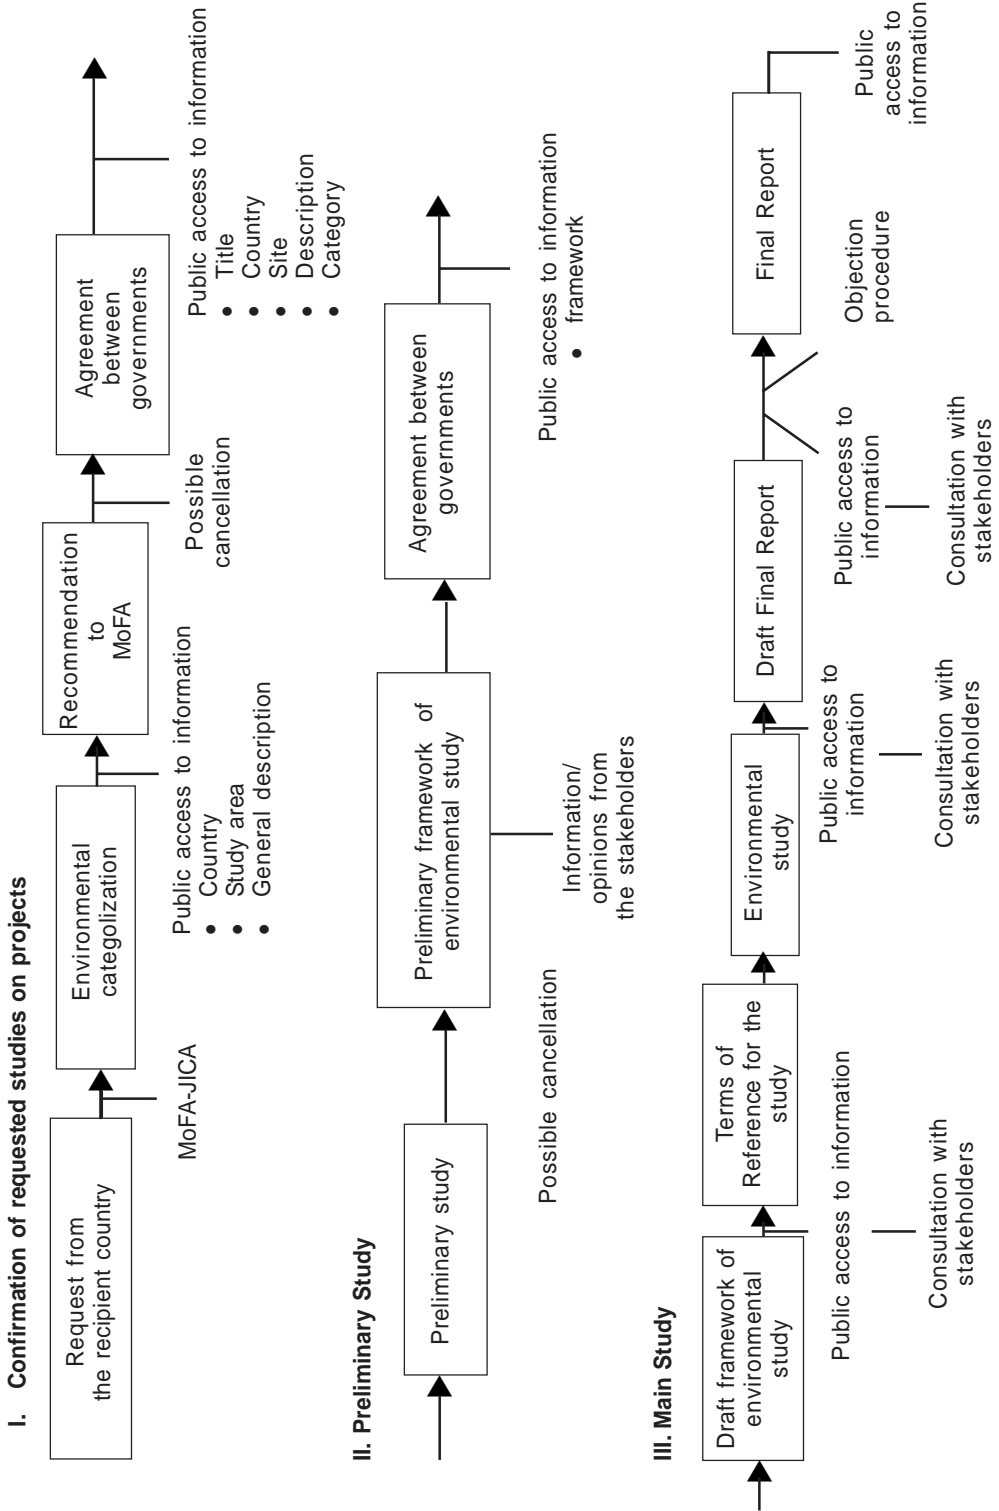 I. Confirmation of requested studies on projects
Request from
the recipient country
MoFA-JICA
Environmental
categolization
Public access to information
• Country
• Study area
• General description
Recommendation
to
MoFA
Possible
cancellation
Agreement
between
governments
Public access to information
• Title
• Country
• Site
• Description
• Category
II. Preliminary Study
Preliminary study
Possible cancellation
Preliminary framework of
environmental study
Information/
opinions from
the stakeholders
Agreement between
governments
Public access to information
• framework
III. Main Study
Draft framework of
environmental
study
Public access to information
Consultation with
stakeholders
Terms of
Reference for the
study
Environmental
study
Public access to
information
Consultation with
stakeholders
Draft Final Report
Public access to
information
Consultation with
stakeholders
Objection
procedure
Final Report
Public
access to
information